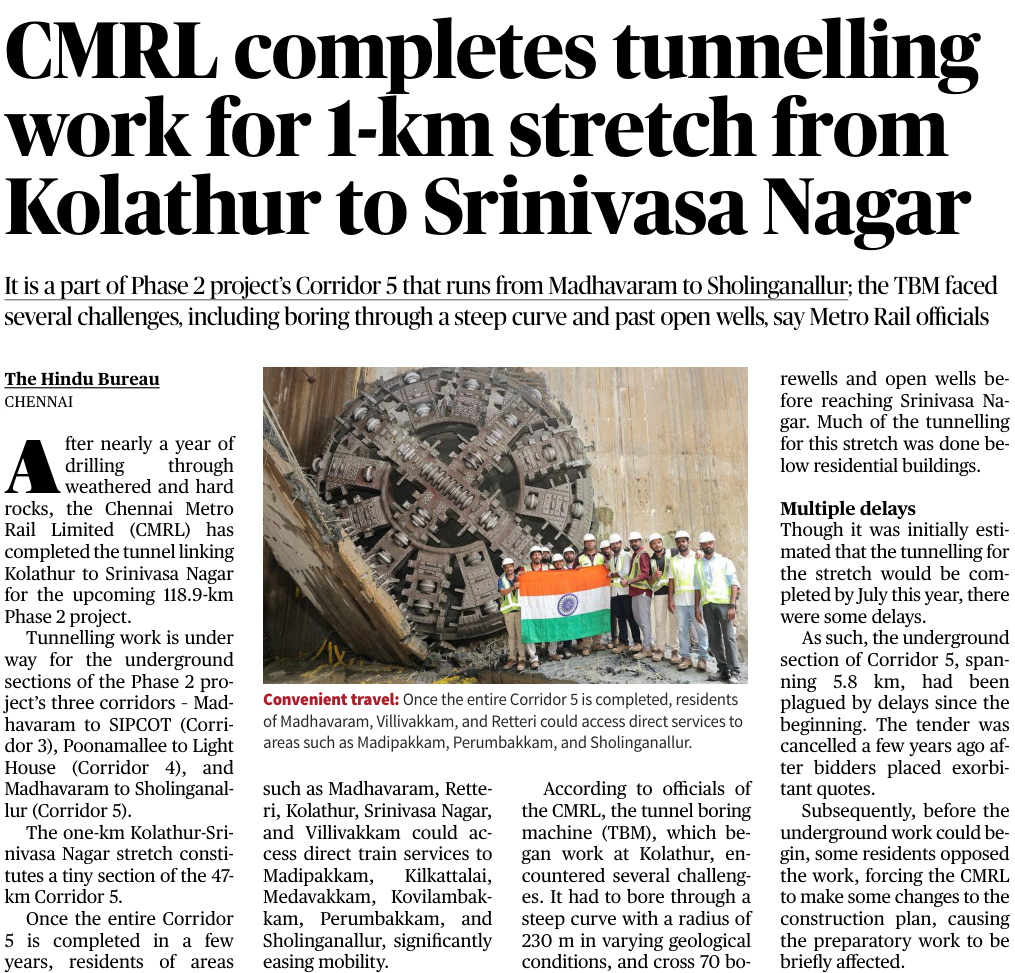 CMRL completes tunnelling
work for 1-km stretch from
Kolathur to Srinivasa Nagar
It is a part of Phase 2 project’s Corridor 5 that runs from Madhavaram to Sholinganallur; the TBM faced
several challenges, including boring through a steep curve and past open wells, say Metro Rail officials
The Hindu Bureau
CHENNAI
After nearly a year of
drilling through
weathered and hard
rocks, the Chennai Metro
Rail Limited (CMRL) has
completed the tunnel linking
Kolathur to Srinivasa Nagar
for the upcoming 118.9-km
Phase 2 project.
Tunnelling work is under
way for the underground
sections of the Phase 2 pro-
ject’s three corridors - Mad-
havaram to SIPCOT (Corri-
dor 3), Poonamallee to Light
House (Corridor 4), and
Madhavaram to Sholinganal-
lur (Corridor 5).
The one-km Kolathur-Sri-
nivasa Nagar stretch consti-
tutes a tiny section of the 47-
km Corridor 5.
Once the entire Corridor
5 is completed in a few
years, residents of areas
Convenient travel: Once the entire Corridor 5 is completed, residents
of Madhavaram, Villivakkam, and Retteri could access direct services to
areas such as Madipakkam, Perumbakkam, and Sholinganallur.
such as Madhavaram, Rette-
ri, Kolathur, Srinivasa Nagar,
and Villivakkam could ac-
cess direct train services to
Madipakkam, Kilkattalai,
Medavakkam, Kovilambak-
kam, Perumbakkam, and
Sholinganallur, significantly
easing mobility.
According to officials of
the CMRL, the tunnel boring
machine (TBM), which be-
gan work at Kolathur, en-
countered several challeng-
es. It had to bore through a
steep curve with a radius of
230 m in varying geological
conditions, and cross 70 bo-
rewells and open wells be-
fore reaching Srinivasa Na-
gar. Much of the tunnelling
for this stretch was done be-
low residential buildings.
Multiple delays
Though it was initially esti-
mated that the tunnelling for
the stretch would be com-
pleted by July this year, there
were some delays.
As such, the underground
section of Corridor 5, span-
ning 5.8 km, had been
plagued by delays since the
beginning. The tender was
cancelled a few years ago af-
ter bidders placed exorbi-
tant quotes.
Subsequently, before the
underground work could be-
gin, some residents opposed
the work, forcing the CMRL
to make some changes to the
construction plan, causing
the preparatory work to be
briefly affected.